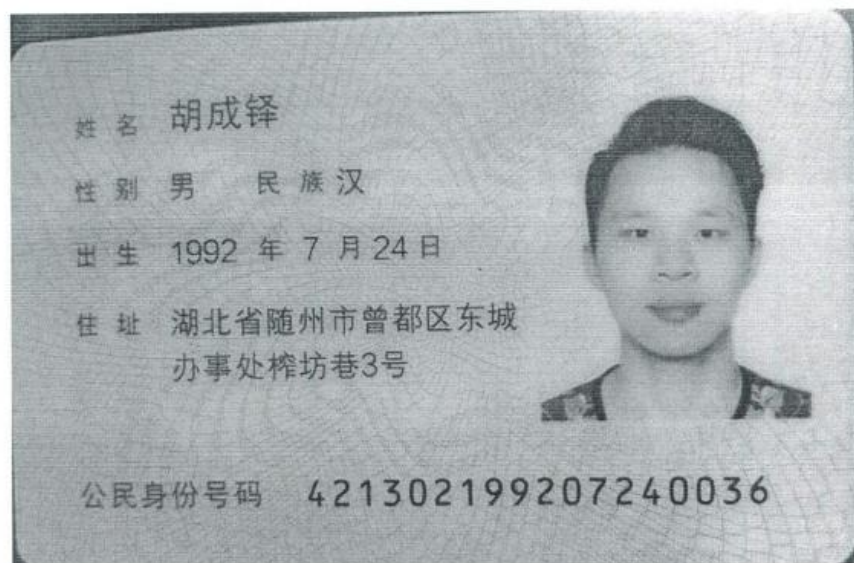 姓名 胡成铎
性别 男 民族 汉
出生 1992 年 7 月 24 日
住址 湖北省随州市曾都区东城
办事处榨坊巷3号
公民身份号码 421302199207240036